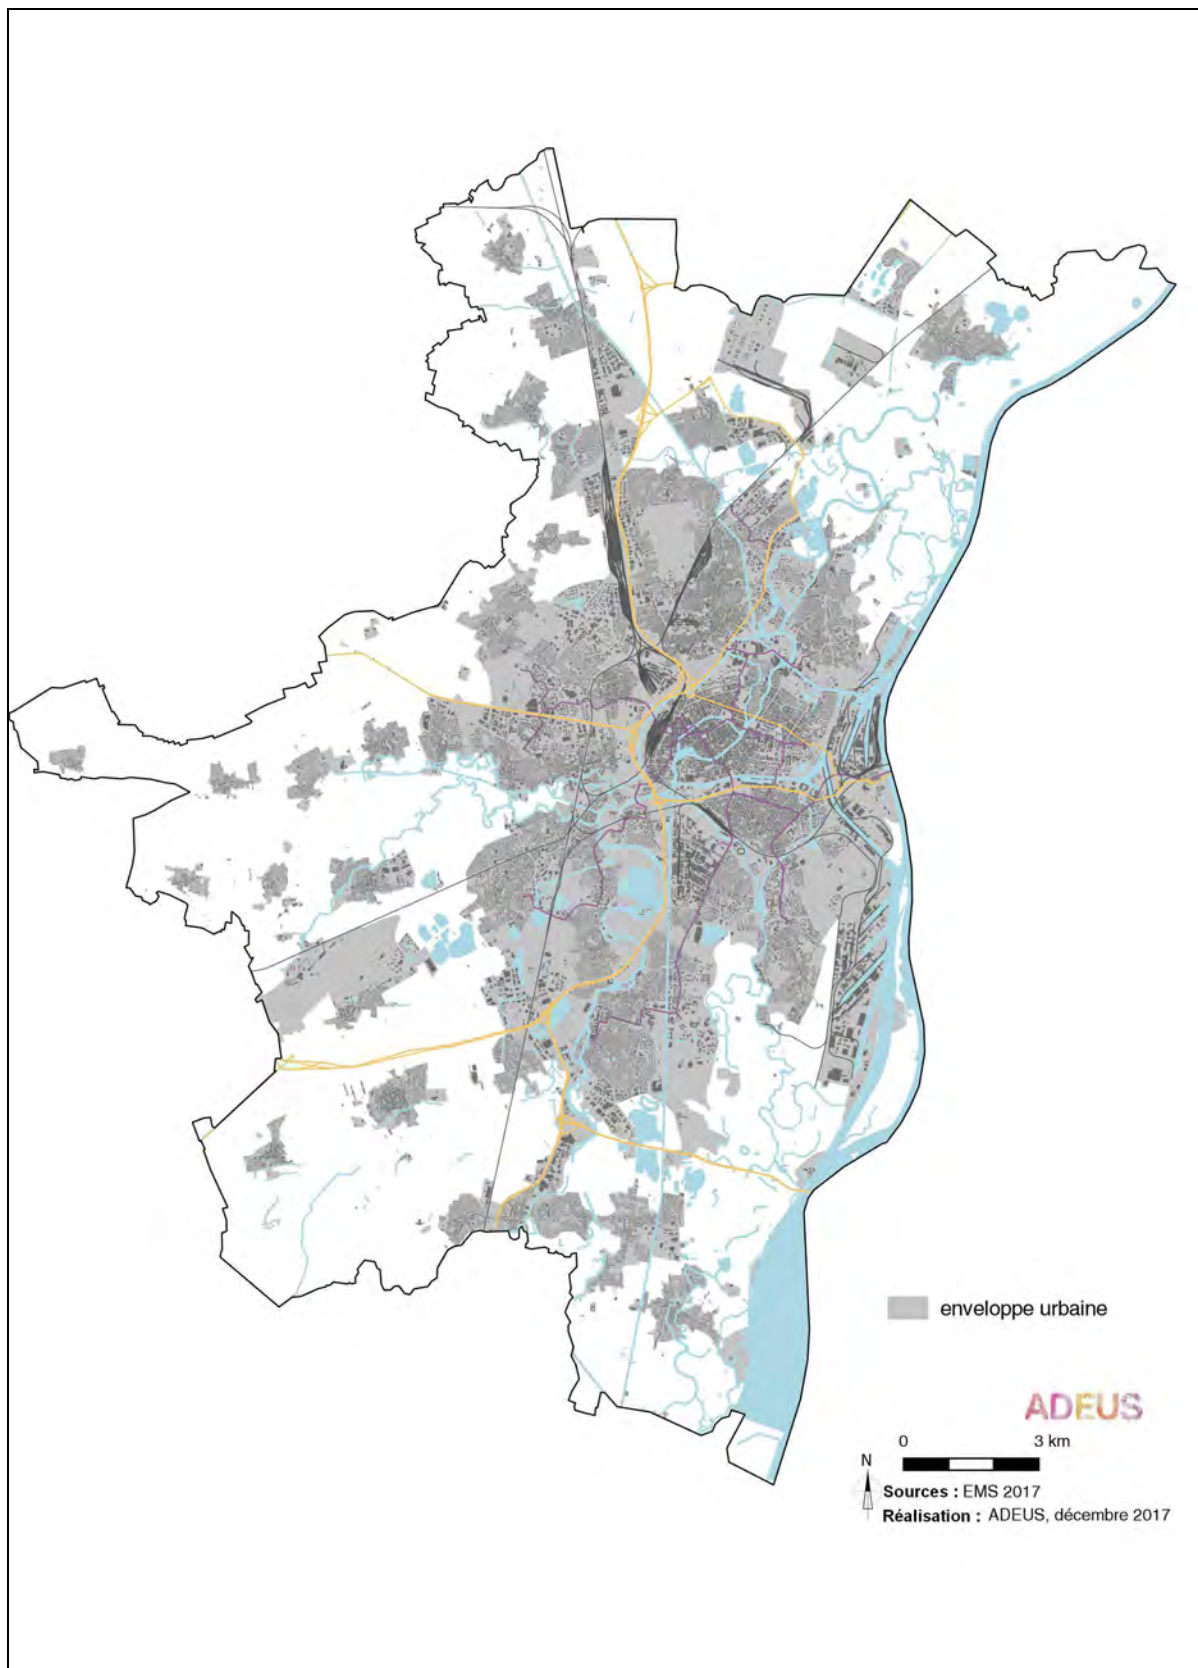 enveloppe urbaine
ADEUS
0 3 km
N
Sources : EMS 2017
Réalisation : ADEUS, décembre 2017